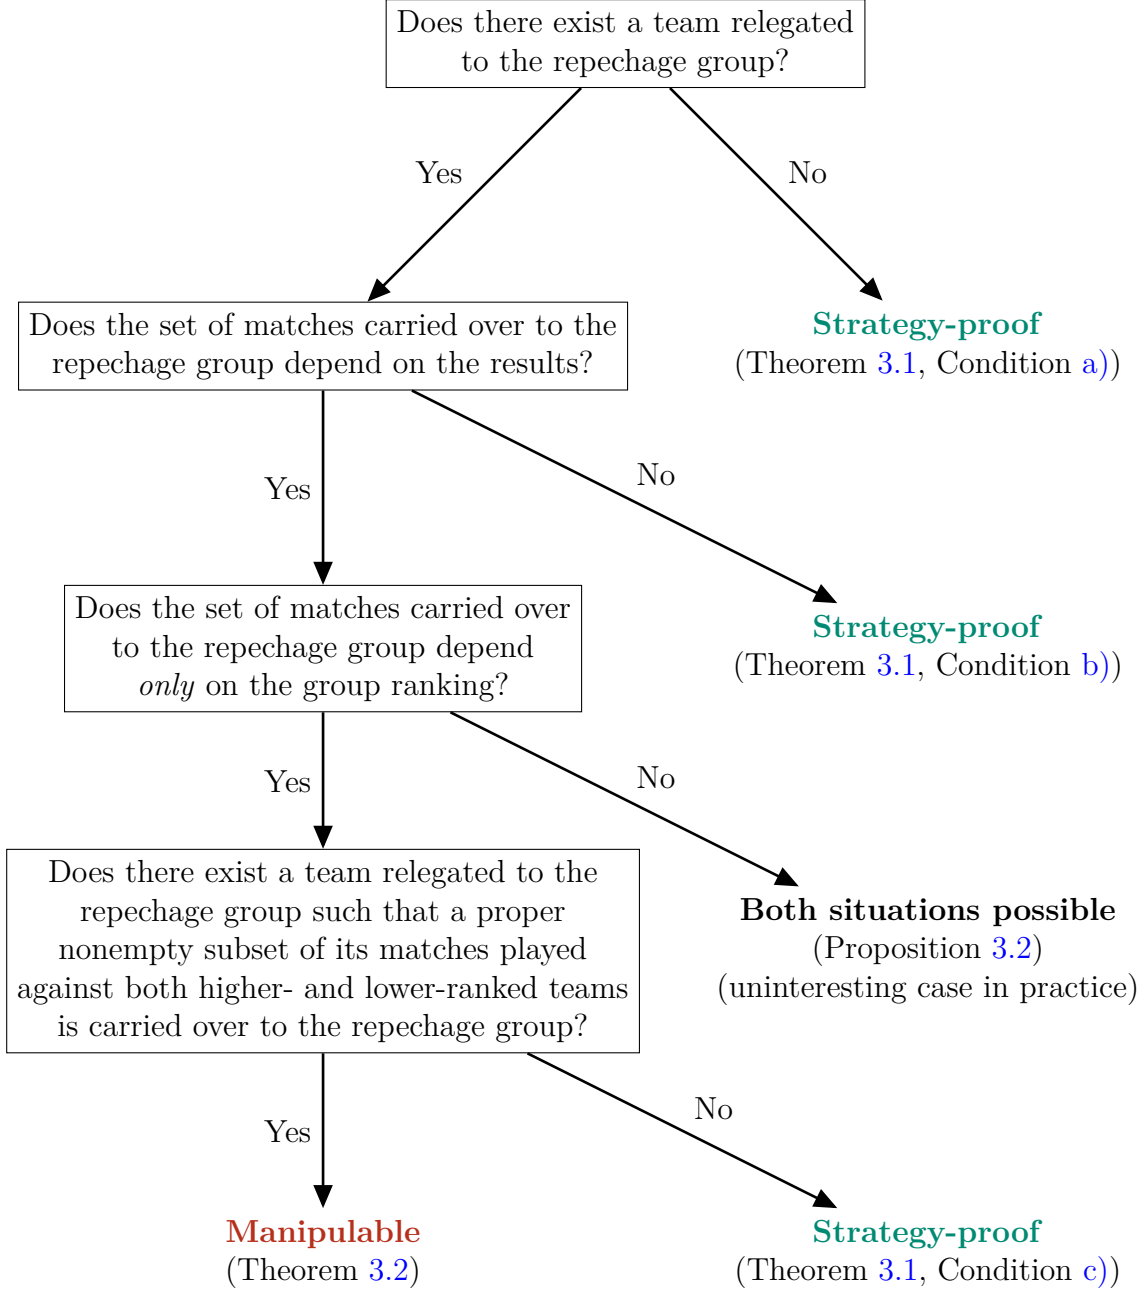 Does there exist a team relegated
to the repechage group?
Yes
No
Does the set of matches carried over to the
repechage group depend on the results?
Strategy-proof
(Theorem 3.1, Condition a))
Yes
No
Does the set of matches carried over
to the repechage group depend
only on the group ranking?
Strategy-proof
(Theorem 3.1, Condition b))
Yes
No
Does there exist a team relegated to the
repechage group such that a proper
nonempty subset of its matches played
against both higher- and lower-ranked teams
is carried over to the repechage group?
Both situations possible
(Proposition 3.2)
(uninteresting case in practice)
Yes
No
Manipulable
(Theorem 3.2)
Strategy-proof
(Theorem 3.1, Condition c))